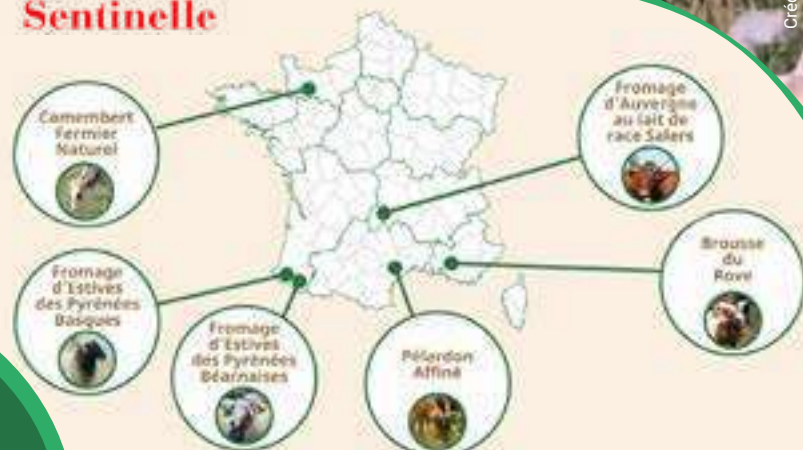 Sentinelle
Créd
Camembert
Fermier
Naturel
Fromage
d'Auvergne
au lait de
race Salers
Fromage
d'Estives
des Pyrénées
Basques
Fromage
d'Estives
des Pyrénées
Béarnaises
Pélardon
Affiné
Brousse
du
Rove